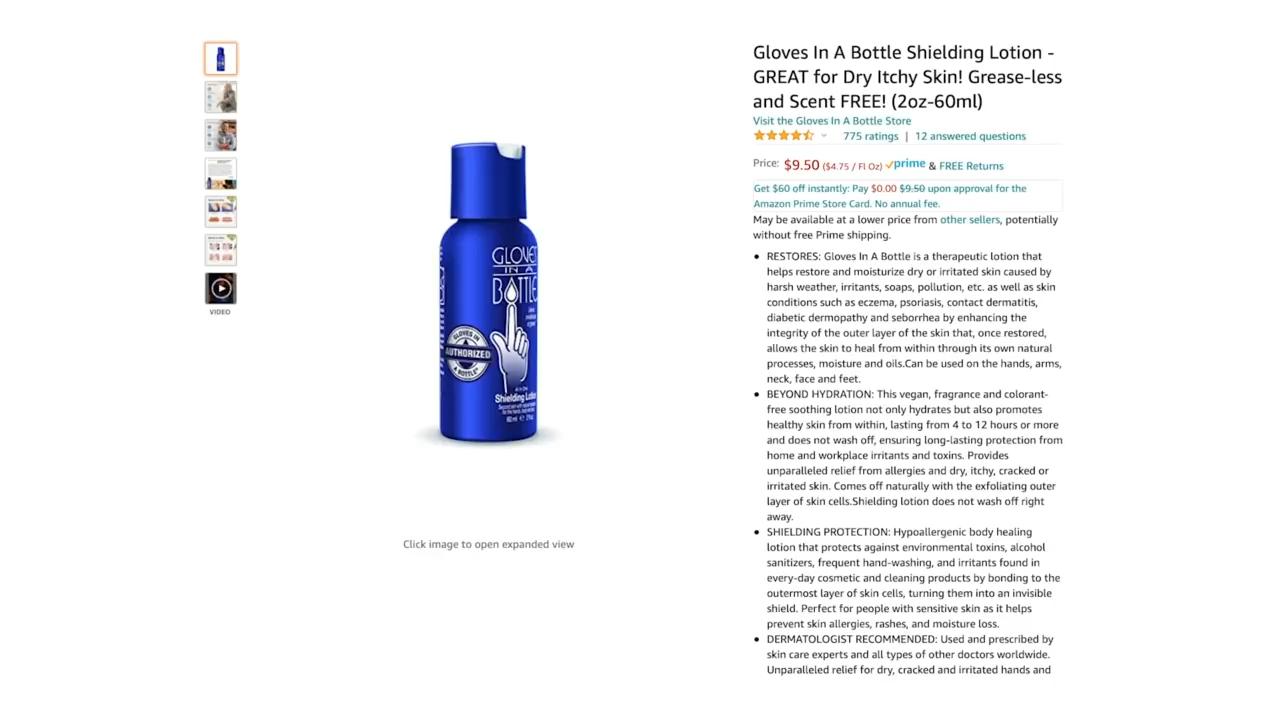 Gloves In A Bottle Shielding Lotion -
GREAT for Dry Itchy Skin! Grease-less
and Scent FREE! (2oz-60ml)
Visit the Gloves In A Bottle Store
775 ratings | 12 answered questions
Price: $9.50 ($4.75 / Fl Oz) prime & FREE Returns
Get $60 off instantly: Pay $0.00 $9.50 upon approval for the
Amazon Prime Store Card. No annual fee.
May be available at a lower price from other sellers, potentially
without free Prime shipping.
• RESTORES: Gloves In A Bottle is a therapeutic lotion that
helps restore and moisturize dry or irritated skin caused by
harsh weather, irritants, soaps, pollution, etc. as well as skin
conditions such as eczema, psoriasis, contact dermatitis,
diabetic dermopathy and seborrhea by enhancing the
integrity of the outer layer of the skin that, once restored,
allows the skin to heal from within through its own natural
processes, moisture and oils.Can be used on the hands, arms,
neck, face and feet.
• BEYOND HYDRATION: This vegan, fragrance and colorant-
free soothing lotion not only hydrates but also promotes
healthy skin from within, lasting from 4 to 12 hours or more
and does not wash off, ensuring long-lasting protection from
home and workplace irritants and toxins. Provides
unparalleled relief from allergies and dry, itchy, cracked or
irritated skin. Comes off naturally with the exfoliating outer
layer of skin cells.Shielding lotion does not wash off right
away.
• SHIELDING PROTECTION: Hypoallergenic body healing
lotion that protects against environmental toxins, alcohol
sanitizers, frequent hand-washing, and irritants found in
every-day cosmetic and cleaning products by bonding to the
outermost layer of skin cells, turning them into an invisible
shield. Perfect for people with sensitive skin as it helps
prevent skin allergies, rashes, and moisture loss.
• DERMATOLOGIST RECOMMENDED: Used and prescribed by
skin care experts and all types of other doctors worldwide.
Unparalleled relief for dry, cracked and irritated hands and
VIDEO
GLOVES
IN A
BOTTLE
GLOVES IN
AUTHORIZED
A BOTTLE
Shielding Lotion
Click image to open expanded view